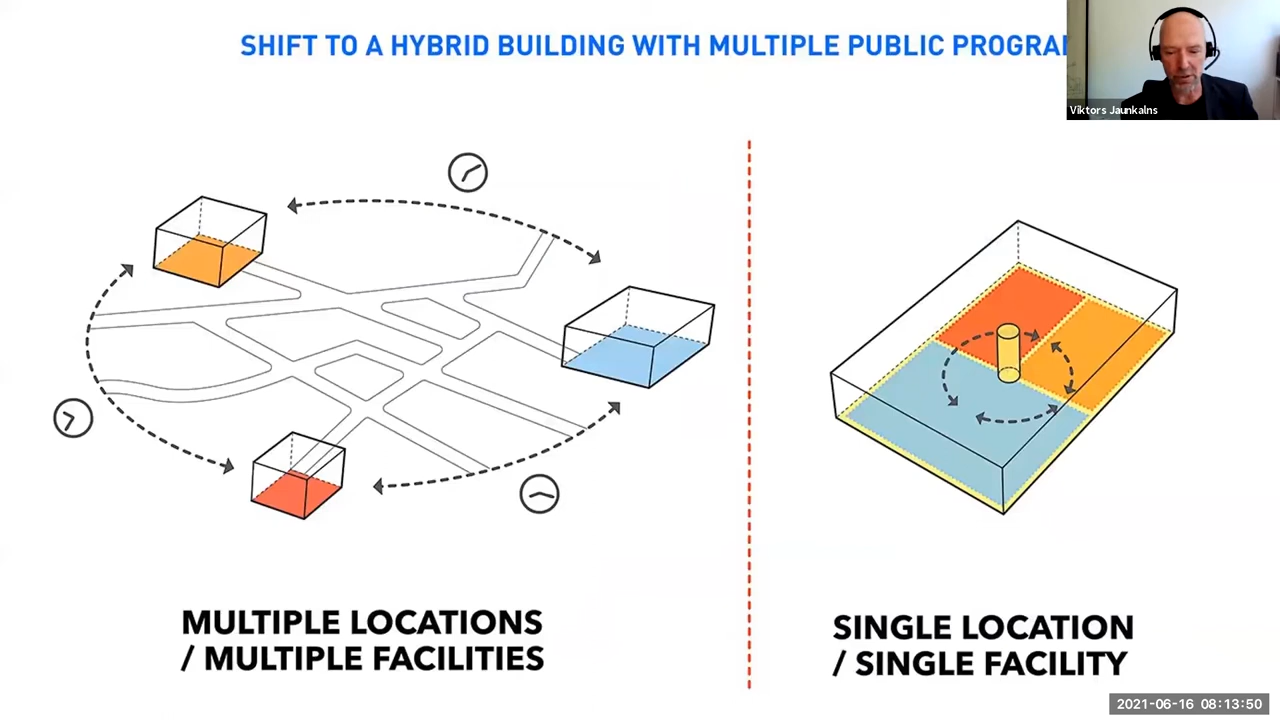 SHIFT TO A HYBRID BUILDING WITH MULTIPLE PUBLIC
Viktors Jaunkalns
MULTIPLE LOCATIONS
/ MULTIPLE FACILITIES
SINGLE LOCATION
/ SINGLE FACILITY
2021-06-16 08:13:50